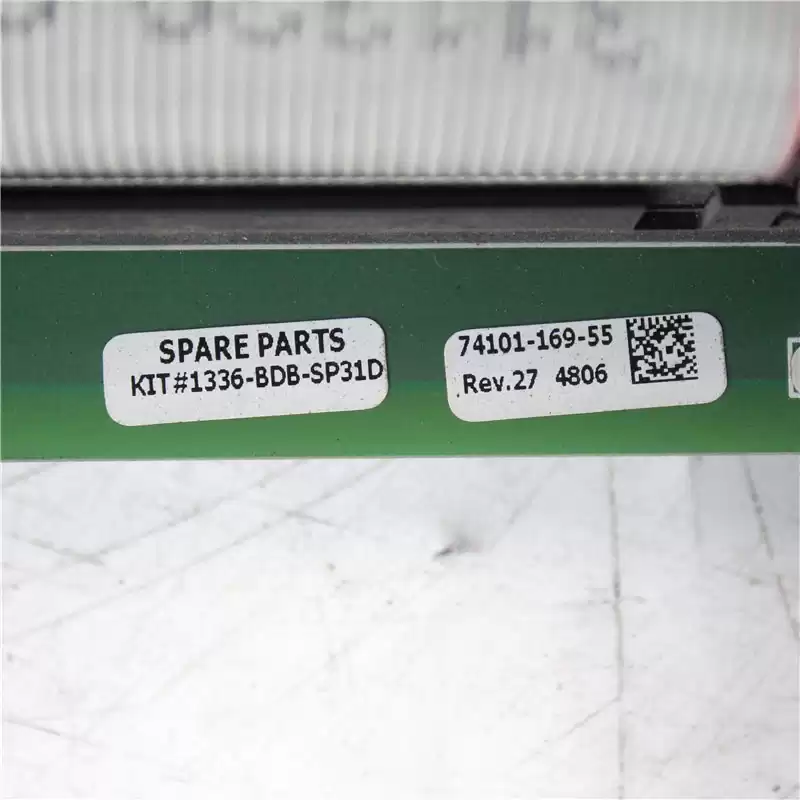 SPARE PARTS
KIT#1336-BDB-SP31D
74101-169-55
Rev.27 4806